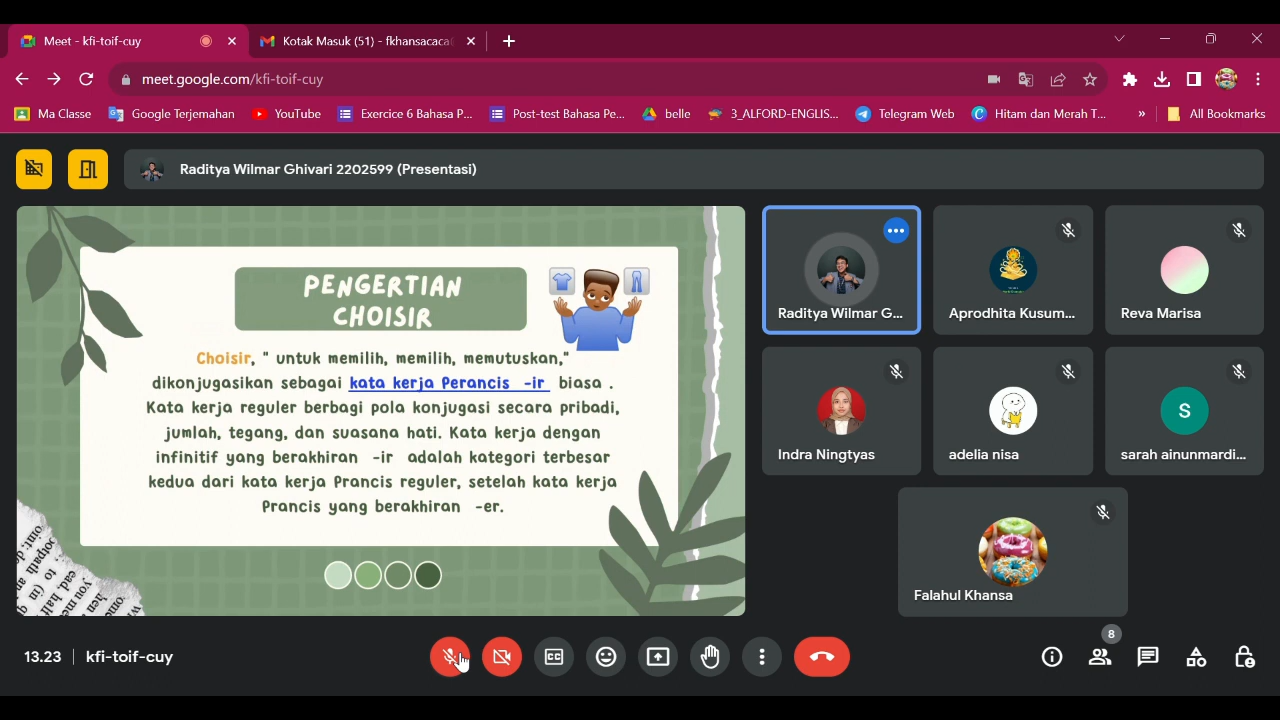 Meet - kfi-toif-cuy
Kotak Masuk (51) - fkhansacaca
meet.google.com/kfi-toif-cuy
Ma Classe
Google Terjemahan
YouTube
Exercice 6 Bahasa P...
Post-test Bahasa Pe...
belle
3_ALFORD-ENGLIS...
Telegram Web
Hitam dan Merah T...
»
All Bookmarks
Raditya Wilmar Ghivari 2202599 (Presentasi)
PENGERTIAN
CHOISIR
Choisir, " untuk memilih, memilih, memutuskan,"
dikonjugasikan sebagai kata kerja Perancis -ir biasa .
Kata kerja reguler berbagi pola konjugasi secara pribadi,
jumlah, tegang, dan suasana hati. Kata kerja dengan
infinitif yang berakhiran -ir adalah kategori terbesar
kedua dari kata kerja Prancis reguler, setelah kata kerja
Prancis yang berakhiran -er.
Raditya Wilmar G...
Aprodhita Kusum...
Reva Marisa
Indra Ningtyas
adelia nisa
S
sarah ainunmardi...
Falahul Khansa
13.23 | kfi-toif-cuy
CC
8